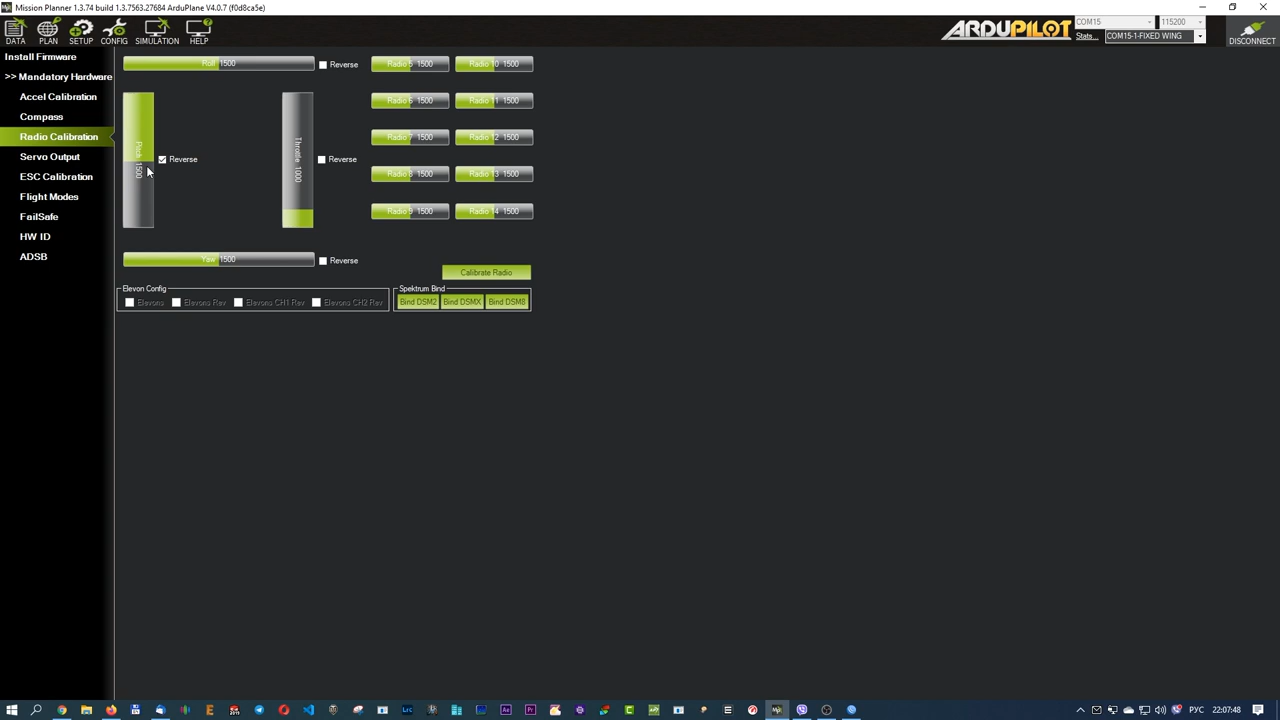 Mission Planner 1.3.74 build 1.3.7563.27684 ArduPlane V4.0.7 (f0d8ca5e)
DATA PLAN SETUP CONFIG SIMULATION HELP
ARDUPILOT
COM15 115200
Stats... COM15-1-FIXED WING
DISCONNECT
Install Firmware
>> Mandatory Hardware
Accel Calibration
Compass
Radio Calibration
Servo Output
ESC Calibration
Flight Modes
FailSafe
HW ID
ADSB
Roll 1500 Reverse
Pitch 1500 Reverse
Throttle 1000 Reverse
Yaw 1500 Reverse
Radio 5 1500 Radio 10 1500
Radio 6 1500 Radio 11 1500
Radio 7 1500 Radio 12 1500
Radio 8 1500 Radio 13 1500
Radio 9 1500 Radio 14 1500
Calibrate Radio
Elevon Config
Elevons Elevons Rev Elevons CH1 Rev Elevons CH2 Rev
Spektrum Bind
Bind DSM2 Bind DSMX Bind DSM8
РУС 22:07:48